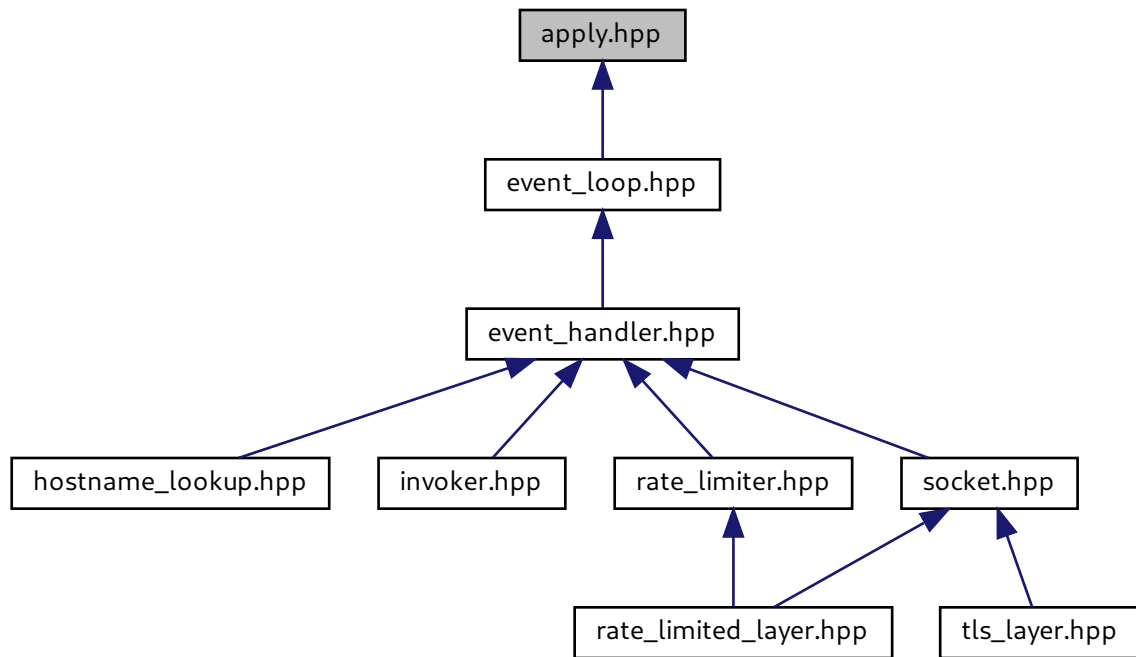 apply.hpp
event_loop.hpp
event_handler.hpp
hostname_lookup.hpp
invoker.hpp
rate_limiter.hpp
socket.hpp
rate_limited_layer.hpp
tls_layer.hpp